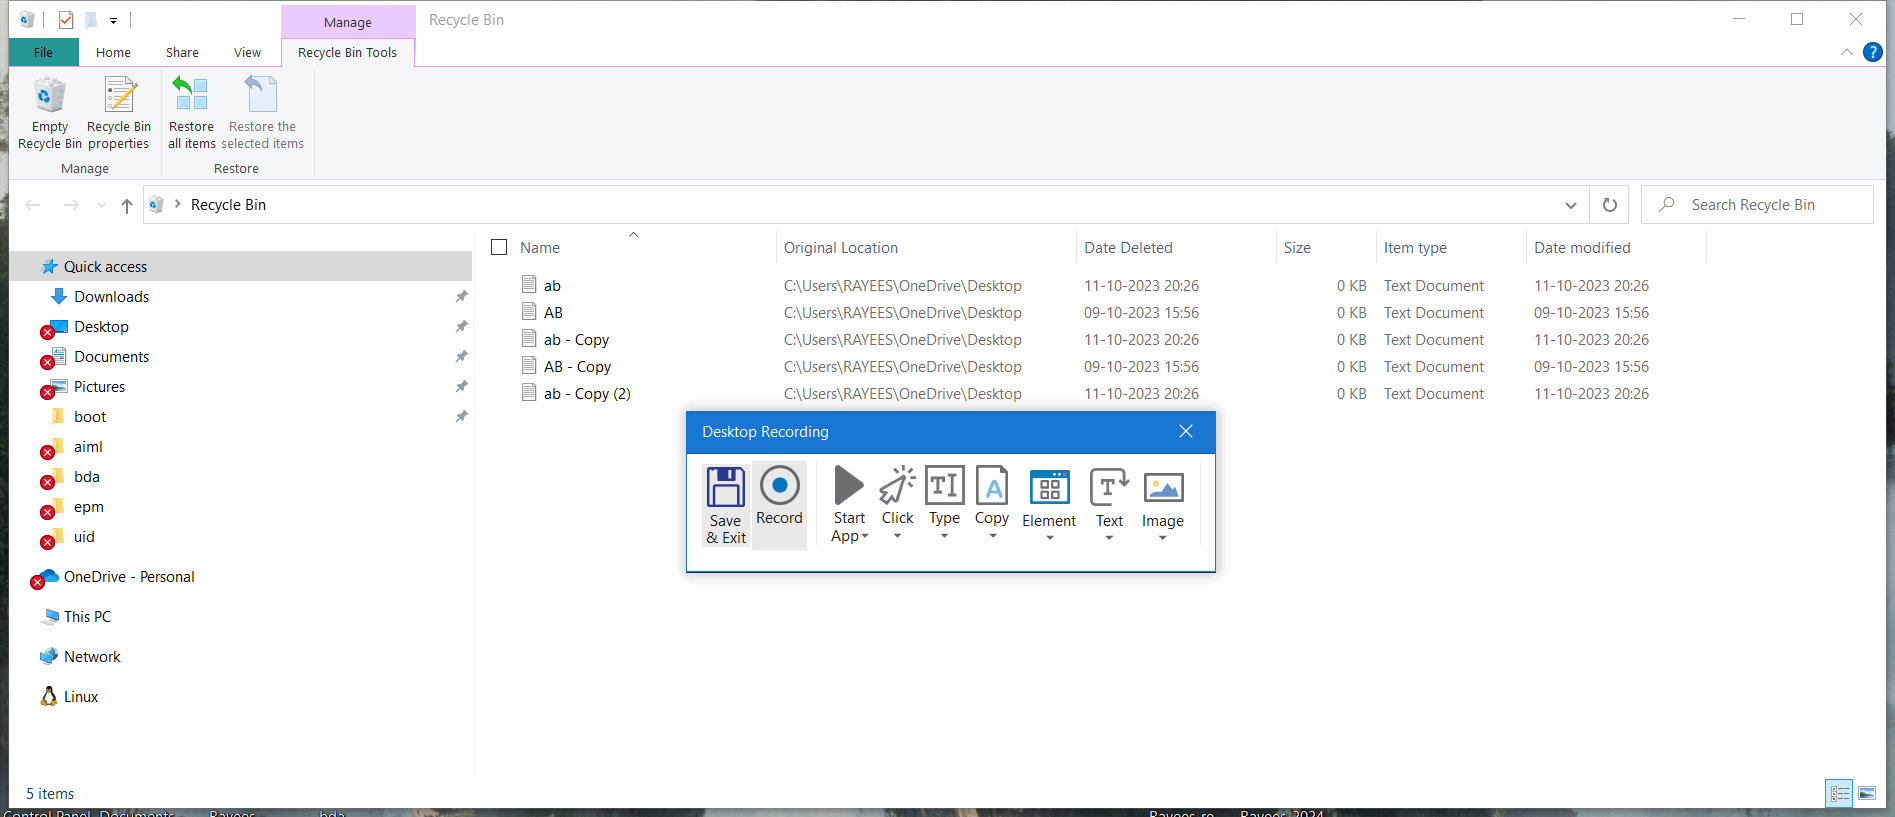 Manage
Recycle Bin
File Home Share View Recycle Bin Tools
?
Empty Recycle Bin Restore Restore the
Recycle Bin properties all items selected items
Manage Restore
Recycle Bin
Search Recycle Bin
Name Original Location Date Deleted Size Item type Date modified
Quick access
Downloads
Desktop
Documents
Pictures
boot
aiml
bda
epm
uid
OneDrive - Personal
This PC
Network
Linux
ab C:\Users\RAYEES\OneDrive\Desktop 11-10-2023 20:26 0 KB Text Document 11-10-2023 20:26
AB C:\Users\RAYEES\OneDrive\Desktop 09-10-2023 15:56 0 KB Text Document 09-10-2023 15:56
ab - Copy C:\Users\RAYEES\OneDrive\Desktop 11-10-2023 20:26 0 KB Text Document 11-10-2023 20:26
AB - Copy C:\Users\RAYEES\OneDrive\Desktop 09-10-2023 15:56 0 KB Text Document 09-10-2023 15:56
ab - Copy (2) C:\Users\RAYEES\OneDrive\Desktop 11-10-2023 20:26 0 KB Text Document 11-10-2023 20:26
Desktop Recording
Save & Exit
Record
Start App
Click
Type
Copy
Element
Text
Image
5 items
Control Panel Documents Rayees bda Rayees re Rayees 2024